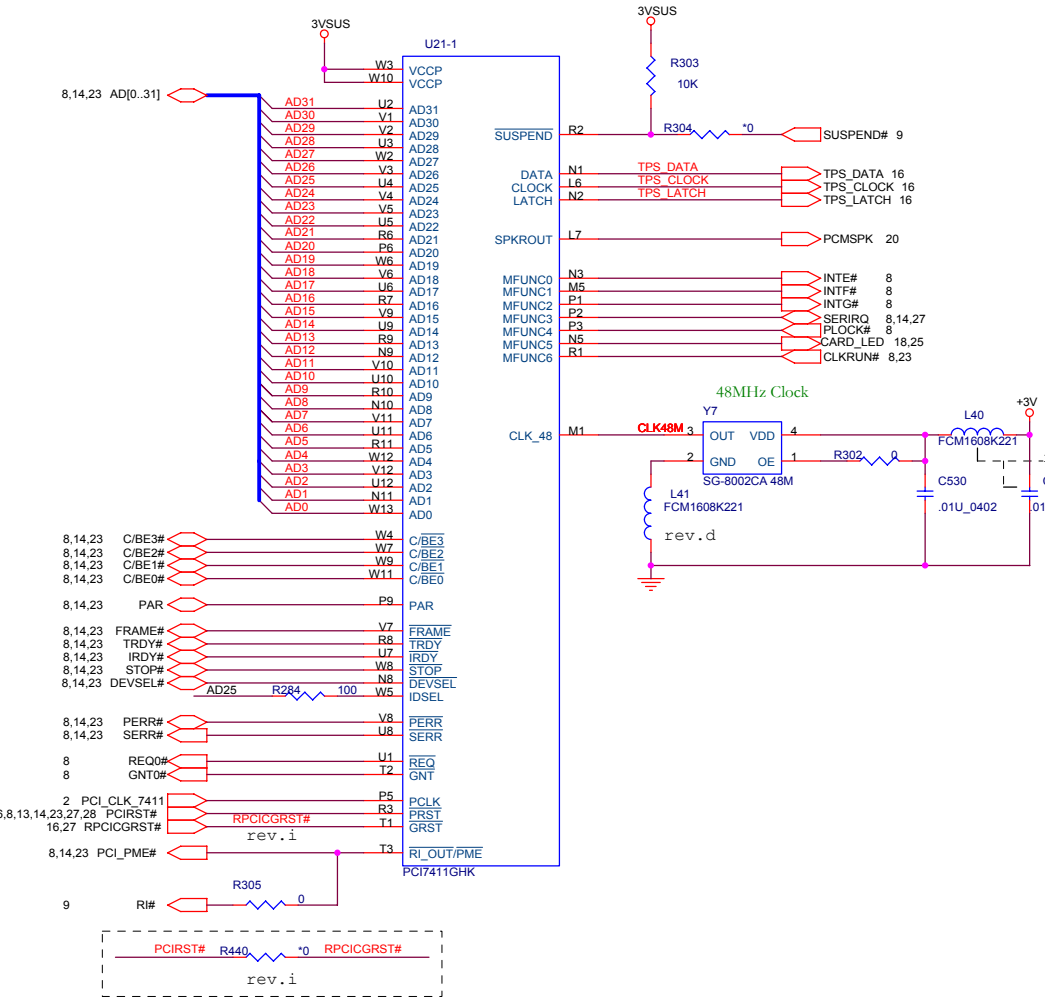 3VSUS
3VSUS
U21-1
R303
10K
W3 VCCP
W10 VCCP
8,14,23 AD[0..31]
AD31 U2 AD31
AD30 V1 AD30
AD29 V2 AD29
AD28 U3 AD28
AD27 W2 AD27
AD26 V3 AD26
AD25 U4 AD25
AD24 V4 AD24
AD23 V5 AD23
AD22 U5 AD22
AD21 R6 AD21
AD20 P6 AD20
AD19 W6 AD19
AD18 V6 AD18
AD17 U6 AD17
AD16 R7 AD16
AD15 V9 AD15
AD14 U9 AD14
AD13 R9 AD13
AD12 N9 AD12
AD11 V10 AD11
AD10 U10 AD10
AD9 R10 AD9
AD8 N10 AD8
AD7 V11 AD7
AD6 U11 AD6
AD5 R11 AD5
AD4 W12 AD4
AD3 V12 AD3
AD2 U12 AD2
AD1 N11 AD1
AD0 W13 AD0
SUSPEND R2 R304 *0 SUSPEND# 9
DATA N1 TPS_DATA TPS_DATA 16
CLOCK L6 TPS_CLOCK TPS_CLOCK 16
LATCH N2 TPS_LATCH TPS_LATCH 16
SPKROUT L7 PCMSPK 20
MFUNC0 N3 INTE# 8
MFUNC1 M5 INTF# 8
MFUNC2 P1 INTG# 8
MFUNC3 P2 SERIRQ 8,14,27
MFUNC4 P3 PLOCK# 8
MFUNC5 N5 CARD_LED 18,25
MFUNC6 R1 CLKRUN# 8,23
48MHz Clock
Y7
L40
+3V
FCM1608K221
CLK_48 M1 CLK48M 3 OUT VDD 4
2 GND OE 1 R302 0
SG-8002CA 48M
L41
FCM1608K221
rev.d
C530
.01U_0402
8,14,23 C/BE3# W4 C/BE3
8,14,23 C/BE2# W7 C/BE2
8,14,23 C/BE1# W9 C/BE1
8,14,23 C/BE0# W11 C/BE0
8,14,23 PAR P9 PAR
8,14,23 FRAME# V7 FRAME
8,14,23 TRDY# R8 TRDY
8,14,23 IRDY# U7 IRDY
8,14,23 STOP# W8 STOP
8,14,23 DEVSEL# N8 DEVSEL
AD25 R284 100 W5 IDSEL
8,14,23 PERR# V8 PERR
8,14,23 SERR# U8 SERR
8 REQ0# U1 REQ
8 GNT0# T2 GNT
2 PCI_CLK_7411 P5 PCLK
6,8,13,14,23,27,28 PCIRST# R3 PRST
16,27 RPCICGRST# RPCICGRST# T1 GRST
rev.i
8,14,23 PCI_PME# T3 RI_OUT/PME
PCI7411GHK
R305
9 RI# 0
PCIRST# R440 *0 RPCICGRST#
rev.i